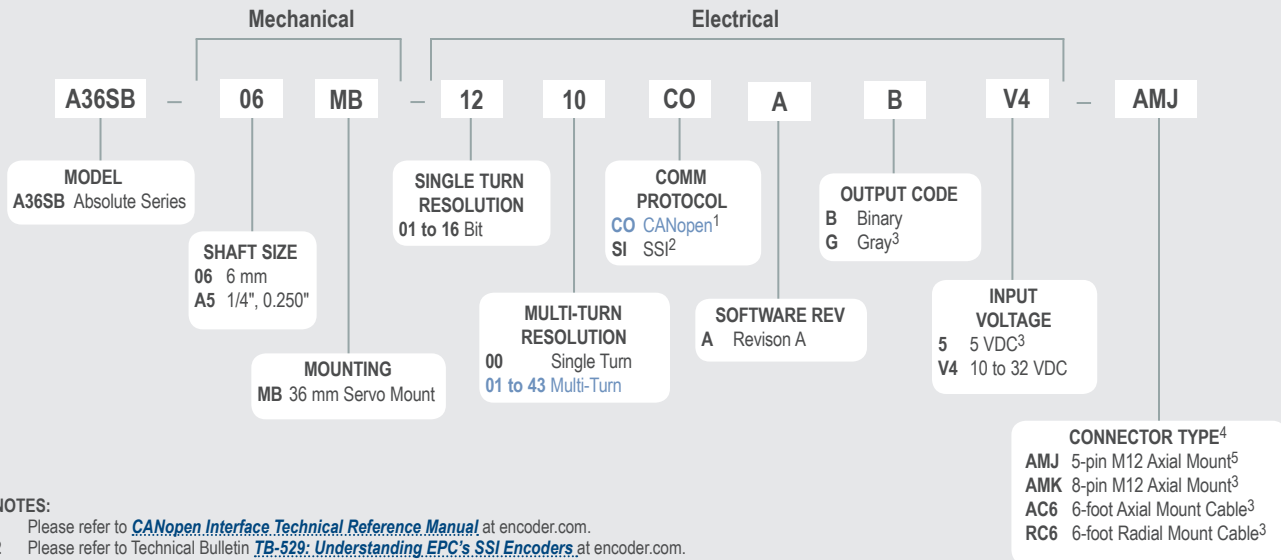 Mechanical
Electrical
A36SB – 06 MB – 12 10 CO A B V4 – AMJ
MODEL
A36SB Absolute Series
SHAFT SIZE
06 6 mm
A5 1/4", 0.250"
MOUNTING
MB 36 mm Servo Mount
SINGLE TURN
RESOLUTION
01 to 16 Bit
MULTI-TURN
RESOLUTION
00 Single Turn
01 to 43 Multi-Turn
COMM
PROTOCOL
CO CANopen1
SI SSI2
SOFTWARE REV
A Revison A
OUTPUT CODE
B Binary
G Gray3
INPUT
VOLTAGE
5 5 VDC3
V4 10 to 32 VDC
CONNECTOR TYPE4
AMJ 5-pin M12 Axial Mount5
AMK 8-pin M12 Axial Mount3
AC6 6-foot Axial Mount Cable3
RC6 6-foot Radial Mount Cable3
NOTES:
Please refer to CANopen Interface Technical Reference Manual at encoder.com.
2 Please refer to Technical Bulletin TB-529: Understanding EPC's SSI Encoders at encoder.com.